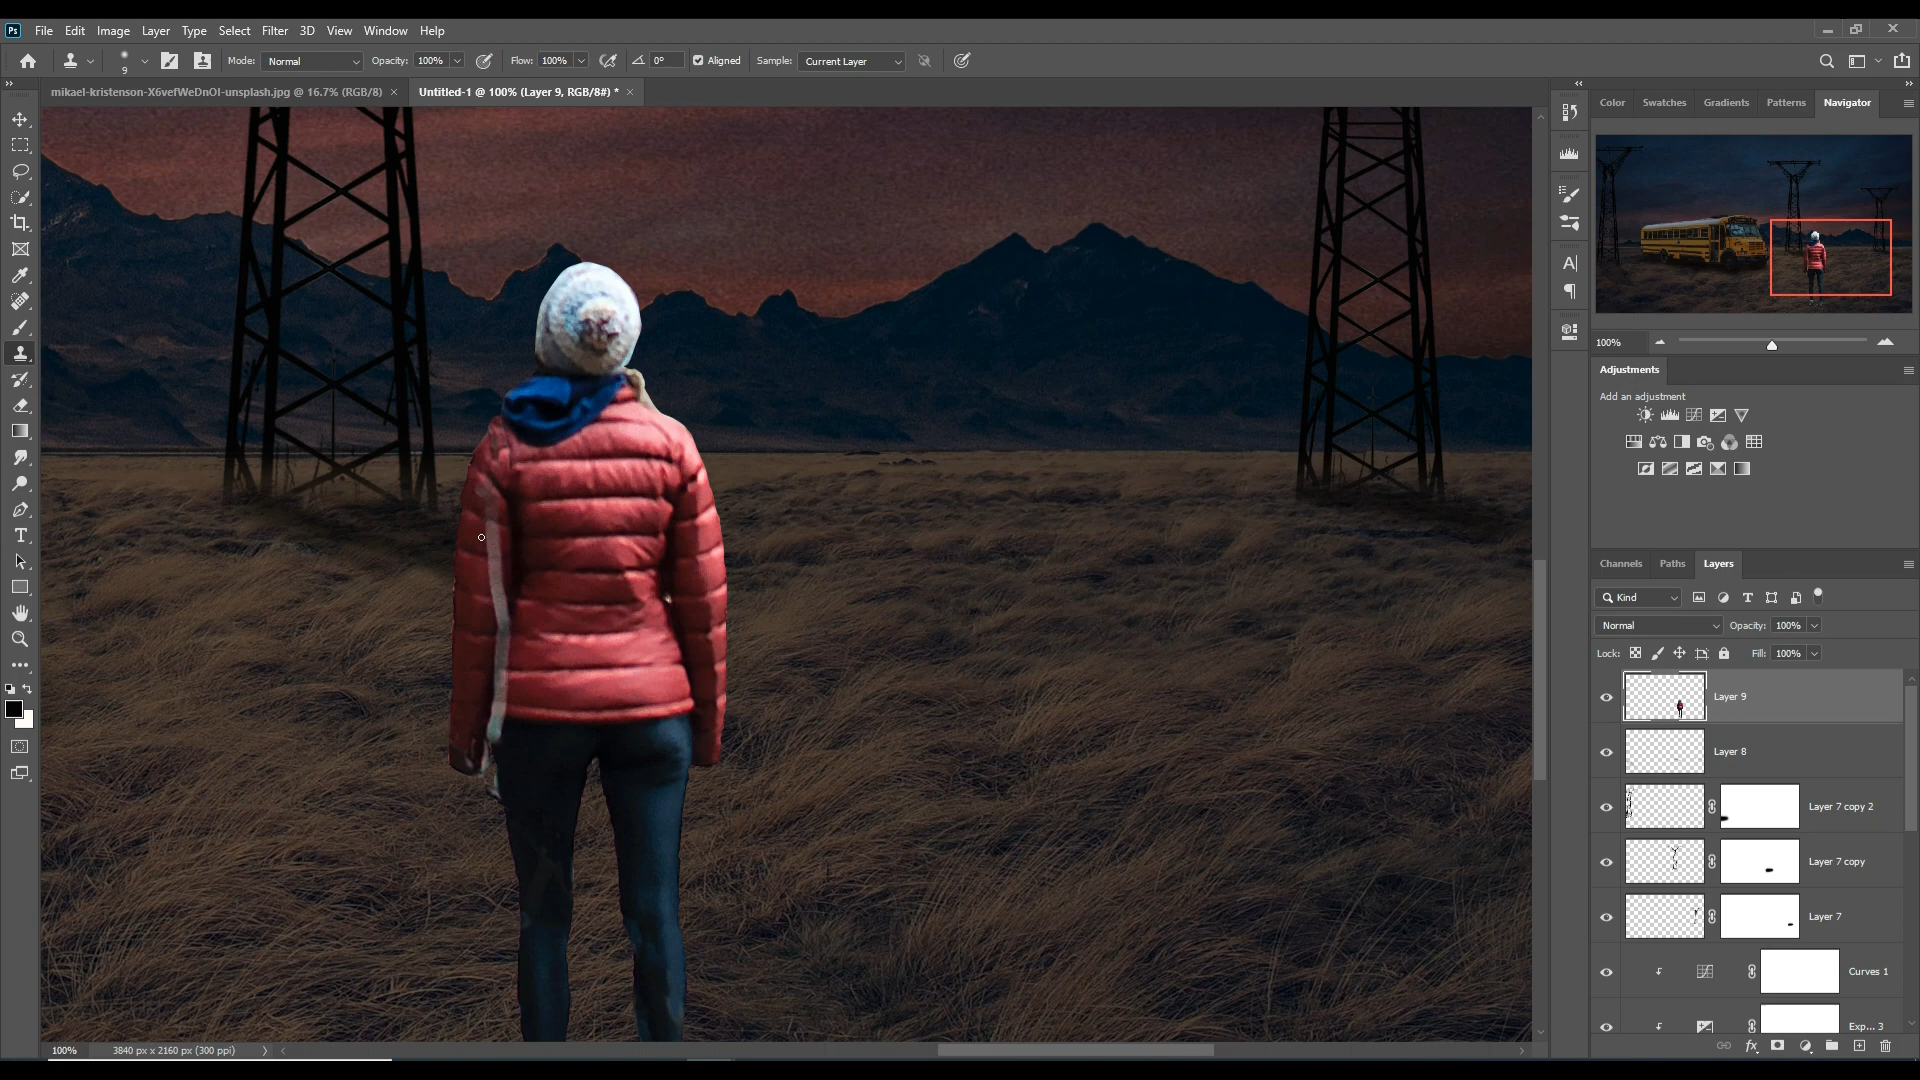 Ps File Edit Image Layer Type Select Filter 3D View Window Help
9 Mode: Normal Opacity: 100% Flow: 100% 0° Aligned Sample: Current Layer
mikael-kristenson-X6vefWeDnOI-unsplash.jpg @ 16.7% (RGB/8) × Untitled-1 @ 100% (Layer 9, RGB/8#) * ×
Color Swatches Gradients Patterns Navigator
100%
Adjustments
Add an adjustment
Channels Paths Layers
Kind
Normal Opacity: 100%
Lock: Fill: 100%
Layer 9
Layer 8
Layer 7 copy 2
Layer 7 copy
Layer 7
Curves 1
Exp... 3
100% 3840 px x 2160 px (300 ppi)